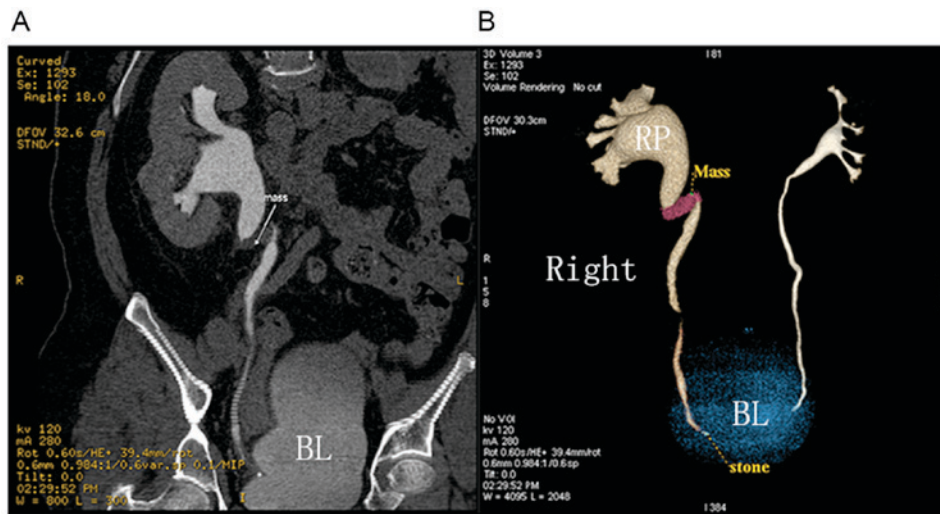 A
Curved
Ex: 1293
Se: 102
Angle: 18.0
DFOV 32.6 cm
STND/+
mass
R
L
BL
kv 120
mA 280
Rot 0.60s/HE+ 39.4mm/rot
0.6mm 0.984:1/0.6var.sp 0.1/MIP
Tilt: 0.0
02:29:52 PM
W = 800 L = 300
I
B
3D Volume 3
Ex: 1293
Se: 102
Volume Rendering No cut
DFOV 30.3cm
STND/+
I81
RP
Mass
Right
R
1
5
8
BL
No VOI
kv 120
mA 280
Rot 0.60s/HE+ 39.4mm/rot
0.6mm 0.984:1/0.6sp
Tilt: 0.0
02:29:52 PM
W = 4095 L = 2048
stone
I384